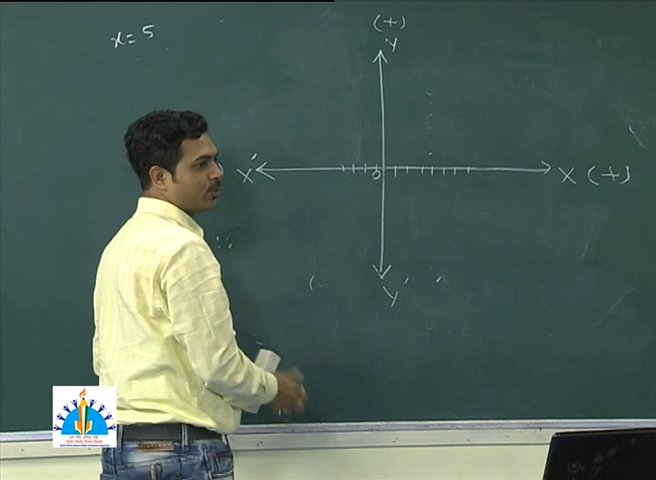 x = 5
(+)
Y
X' X (+)
0
Y'